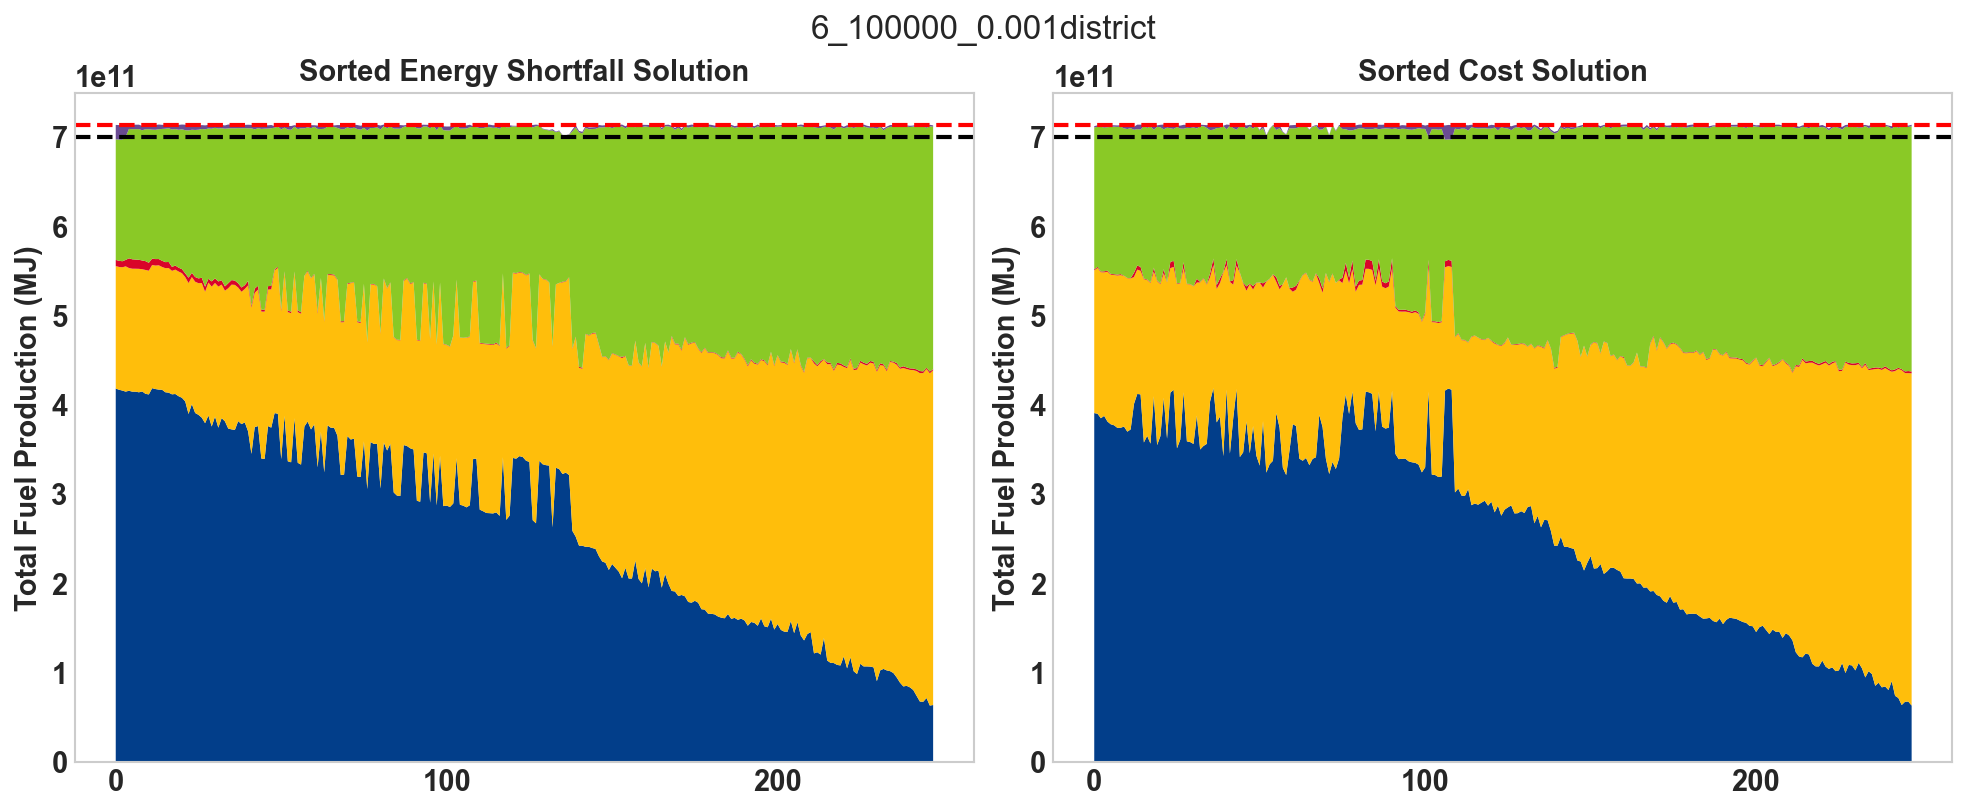 6_100000_0.001district
Sorted Energy Shortfall Solution
1e11
Total Fuel Production (MJ)
7
6
5
4
3
2
1
0
0 100 200
Sorted Cost Solution
1e11
Total Fuel Production (MJ)
7
6
5
4
3
2
1
0
0 100 200